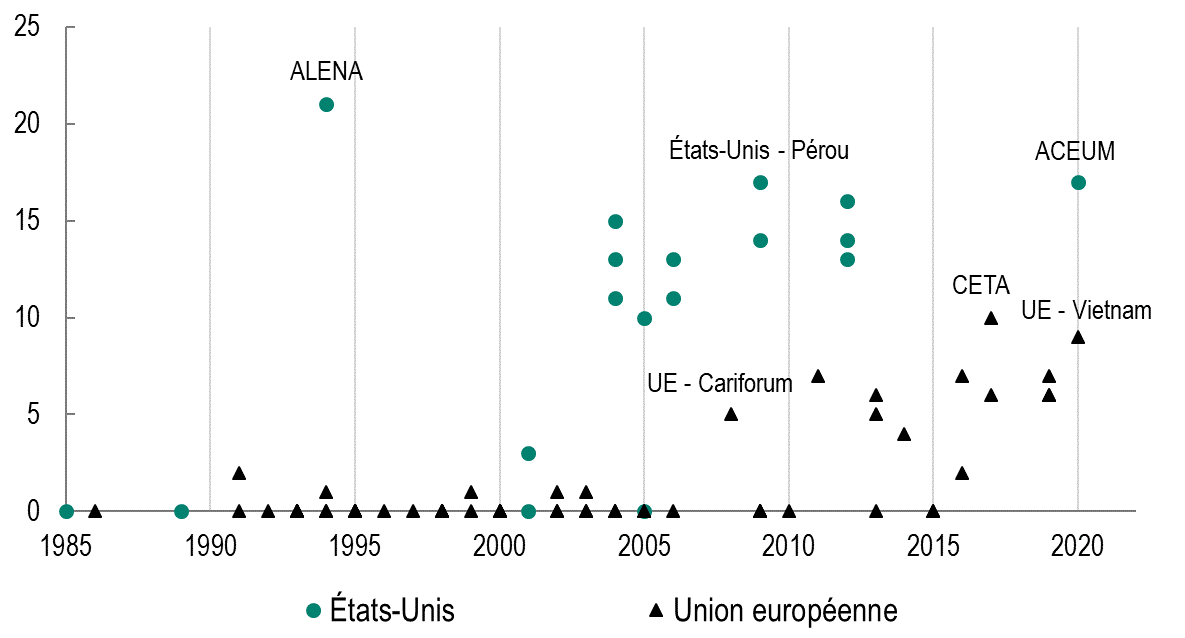 25
ALENA
20
États-Unis - Pérou
ACEUM
15
CETA
10
UE - Vietnam
UE - Cariforum
5
0
1985 1990 1995 2000 2005 2010 2015 2020
États-Unis Union européenne